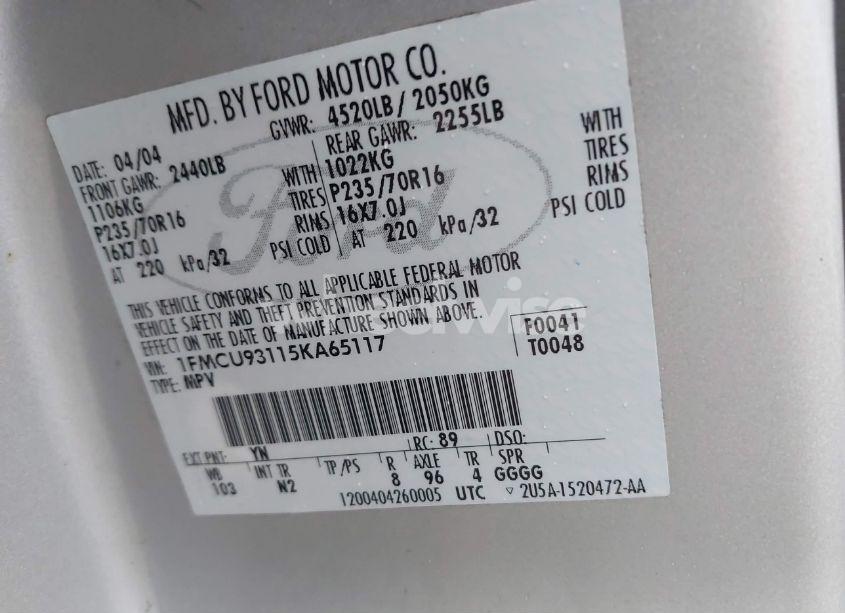 MFD. BY FORD MOTOR CO.
DATE: 04/04 GVWR: 4520LB / 2050KG
FRONT GAWR: 2440LB REAR GAWR: 2255LB
1106KG WITH 1022KG WITH
P235/70R16 TIRES P235/70R16 TIRES
16X7.0J RIMS 16X7.0J RIMS
AT 220 kPa/32 PSI COLD AT 220 kPa/32 PSI COLD
Ford
THIS VEHICLE CONFORMS TO ALL APPLICABLE FEDERAL MOTOR
VEHICLE SAFETY AND THEFT PREVENTION STANDARDS IN
EFFECT ON THE DATE OF MANUFACTURE SHOWN ABOVE.
VIN: 1FMCU93115KA65117 F0041
TYPE: MPV T0048
EXT PNT: YN RC: 89 DSO:
WB INT TR TP/PS R AXLE TR SPR
103 N2 8 96 4 GGGG
1200404260005 UTC ▽ 2U5A-1520472-AA